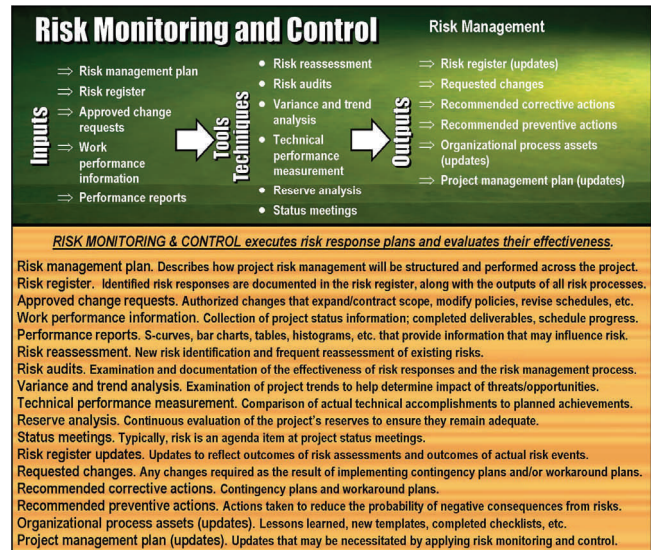 Risk Monitoring and Control
Risk Management
Inputs
⇒ Risk management plan
⇒ Risk register
⇒ Approved change
requests
⇒ Work
performance
information
⇒ Performance reports
Tools
Techniques
• Risk reassessment
• Risk audits
• Variance and trend
analysis
• Technical
performance
measurement
• Reserve analysis
• Status meetings
Outputs
⇒ Risk register (updates)
⇒ Requested changes
⇒ Recommended corrective actions
⇒ Recommended preventive actions
⇒ Organizational process assets
(updates)
⇒ Project management plan (updates)
RISK MONITORING & CONTROL executes risk response plans and evaluates their effectiveness.
Risk management plan. Describes how project risk management will be structured and performed across the project.
Risk register. Identified risk responses are documented in the risk register, along with the outputs of all risk processes.
Approved change requests. Authorized changes that expand/contract scope, modify policies, revise schedules, etc.
Work performance information. Collection of project status information; completed deliverables, schedule progress.
Performance reports. S-curves, bar charts, tables, histograms, etc. that provide information that may influence risk.
Risk reassessment. New risk identification and frequent reassessment of existing risks.
Risk audits. Examination and documentation of the effectiveness of risk responses and the risk management process.
Variance and trend analysis. Examination of project trends to help determine impact of threats/opportunities.
Technical performance measurement. Comparison of actual technical accomplishments to planned achievements.
Reserve analysis. Continuous evaluation of the project's reserves to ensure they remain adequate.
Status meetings. Typically, risk is an agenda item at project status meetings.
Risk register updates. Updates to reflect outcomes of risk assessments and outcomes of actual risk events.
Requested changes. Any changes required as the result of implementing contingency plans and/or workaround plans.
Recommended corrective actions. Contingency plans and workaround plans.
Recommended preventive actions. Actions taken to reduce the probability of negative consequences from risks.
Organizational process assets (updates). Lessons learned, new templates, completed checklists, etc.
Project management plan (updates). Updates that may be necessitated by applying risk monitoring and control.